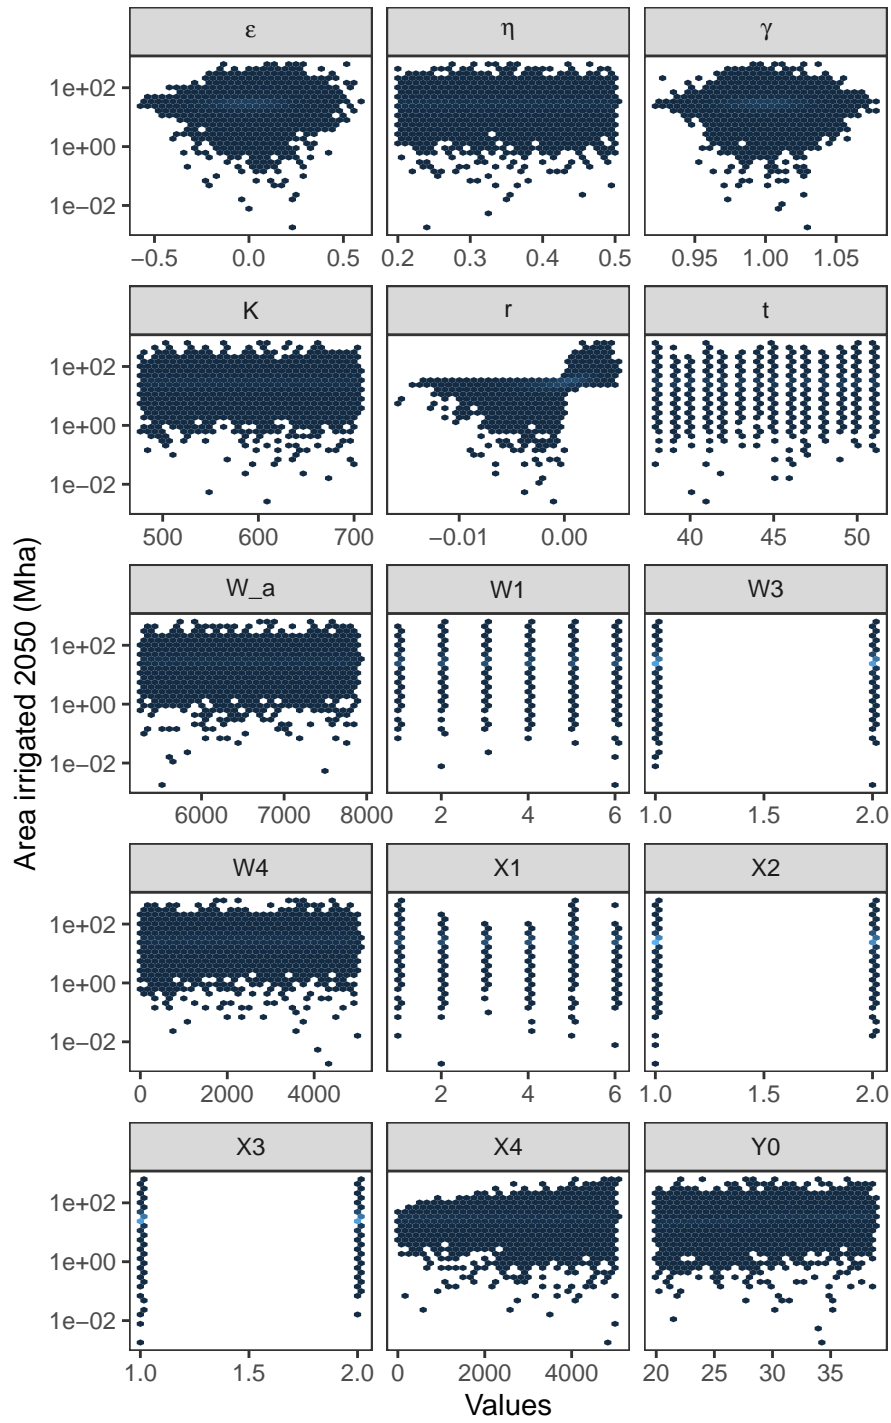 ε η γ
1e+02
1e+00
1e−02
−0.5 0.0 0.5 0.2 0.3 0.4 0.5 0.95 1.00 1.05
K r t
1e+02
1e+00
1e−02
500 600 700 −0.01 0.00 40 45 50
W_a W1 W3
1e+02
1e+00
1e−02
6000 7000 8000 2 4 6 1.0 1.5 2.0
W4 X1 X2
1e+02
1e+00
1e−02
0 2000 4000 2 4 6 1.0 1.5 2.0
X3 X4 Y0
1e+02
1e+00
1e−02
1.0 1.5 2.0 0 2000 4000 20 25 30 35
Values
Area irrigated 2050 (Mha)